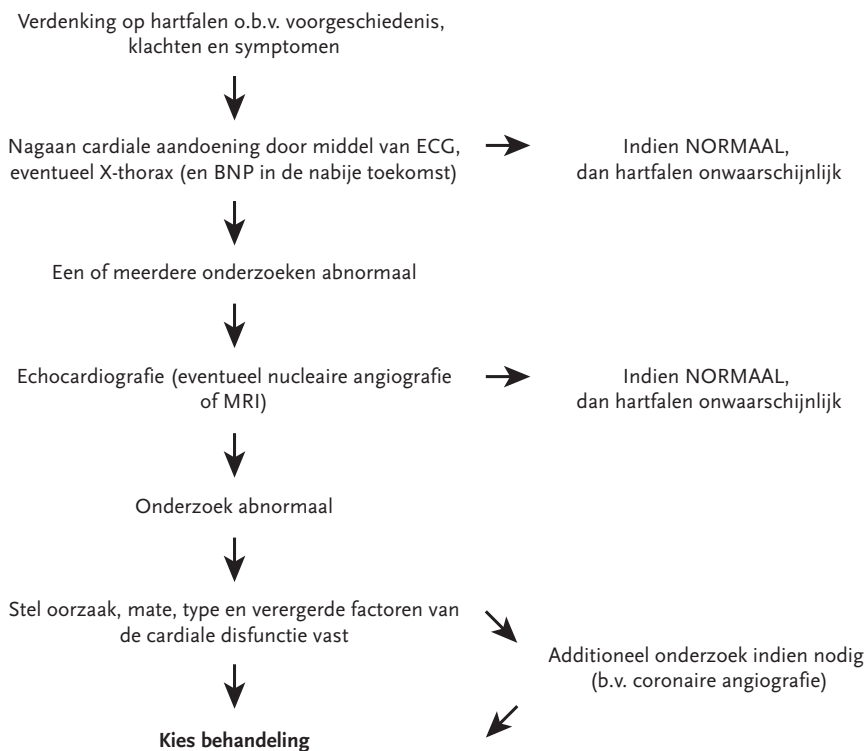 Verdenking op hartfalen o.b.v. voorgeschiedenis,
klachten en symptomen
Nagaan cardiale aandoening door middel van ECG,
eventueel X-thorax (en BNP in de nabije toekomst)
Indien NORMAAL,
dan hartfalen onwaarschijnlijk
Een of meerdere onderzoeken abnormaal
Echocardiografie (eventueel nucleaire angiografie
of MRI)
Indien NORMAAL,
dan hartfalen onwaarschijnlijk
Onderzoek abnormaal
Stel oorzaak, mate, type en verergerde factoren van
de cardiale disfunctie vast
Additioneel onderzoek indien nodig
(b.v. coronaire angiografie)
Kies behandeling